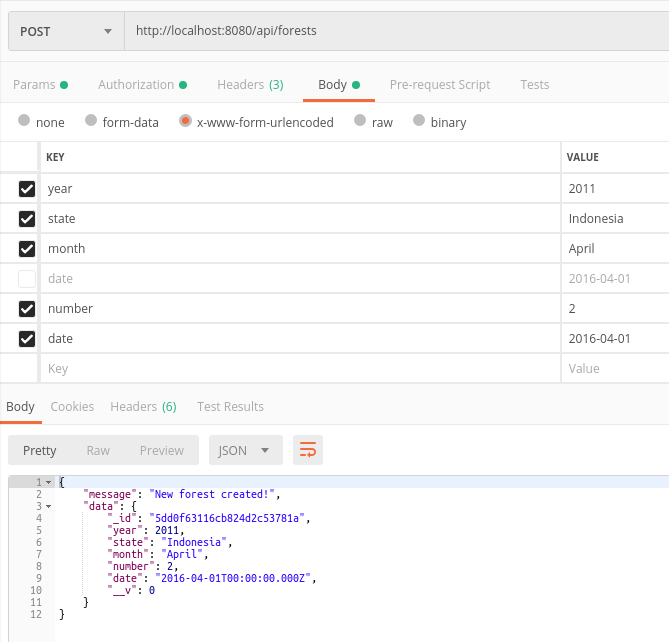 POST http://localhost:8080/api/forests
Params Authorization Headers (3) Body Pre-request Script Tests
none form-data x-www-form-urlencoded raw binary
KEY VALUE
year 2011
state Indonesia
month April
date 2016-04-01
number 2
date 2016-04-01
Key Value
Body Cookies Headers (6) Test Results
Pretty Raw Preview JSON
1 {
2 "message": "New forest created!",
3 "data": {
4 "_id": "5dd0f63116cb824d2c53781a",
5 "year": 2011,
6 "state": "Indonesia",
7 "month": "April",
8 "number": 2,
9 "date": "2016-04-01T00:00:00.000Z",
10 "__v": 0
11 }
12 }